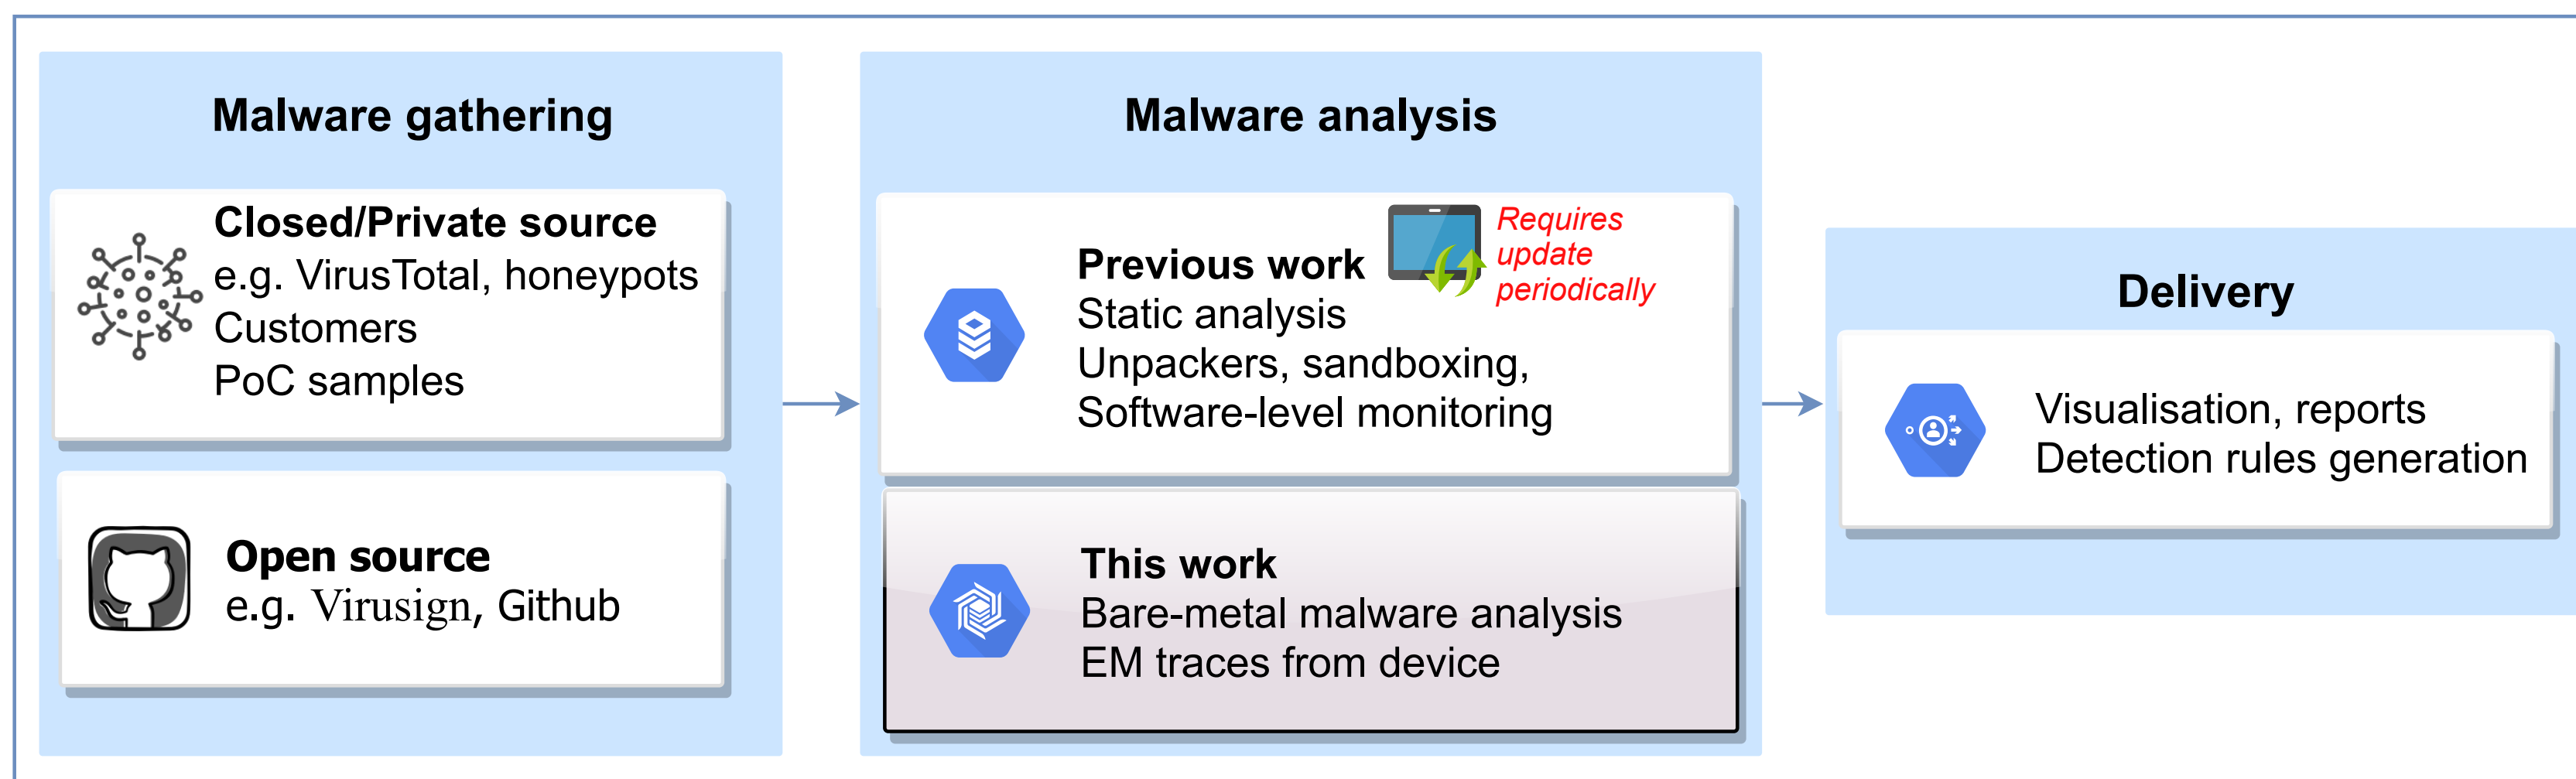 Malware gathering
Closed/Private source
e.g. VirusTotal, honeypots
Customers
PoC samples
Open source
e.g. Virusign, Github
Malware analysis
Previous work
Requires
update
periodically
Static analysis
Unpackers, sandboxing,
Software-level monitoring
This work
Bare-metal malware analysis
EM traces from device
Delivery
Visualisation, reports
Detection rules generation